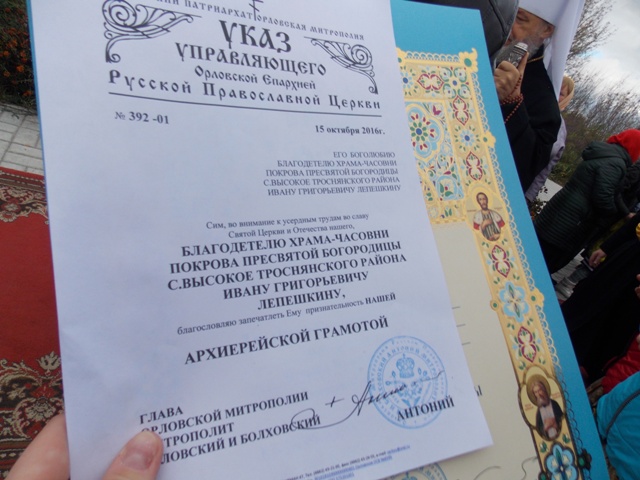 ПАТРИАРХАТ ОРЛОВСКАЯ МИТРОПОЛИЯ
УКАЗ
УПРАВЛЯЮЩЕГО
Орловской Епархией
Русской Православной Церкви
№ 392 -01
15 октября 2016г.
ЕГО БОГОЛЮБИЮ
БЛАГОДЕТЕЛЮ ХРАМА-ЧАСОВНИ
ПОКРОВА ПРЕСВЯТОЙ БОГОРОДИЦЫ
С.ВЫСОКОЕ ТРОСНЯНСКОГО РАЙОНА
ИВАНУ ГРИГОРЬЕВИЧУ ЛЕПЕШКИНУ
Сим, во внимание к усердным трудам во славу
Святой Церкви и Отечества нашего,
БЛАГОДЕТЕЛЮ ХРАМА-ЧАСОВНИ
ПОКРОВА ПРЕСВЯТОЙ БОГОРОДИЦЫ
С.ВЫСОКОЕ ТРОСНЯНСКОГО РАЙОНА
ИВАНУ ГРИГОРЬЕВИЧУ
ЛЕПЕШКИНУ,
благословляю запечатлеть Ему признательность НАШЕЙ
АРХИЕРЕЙСКОЙ ГРАМОТОЙ
ГЛАВА
ОРЛОВСКОЙ МИТРОПОЛИИ
МИТРОПОЛИТ
ОРЛОВСКИЙ И БОЛХОВСКИЙ
АНТОНИЙ